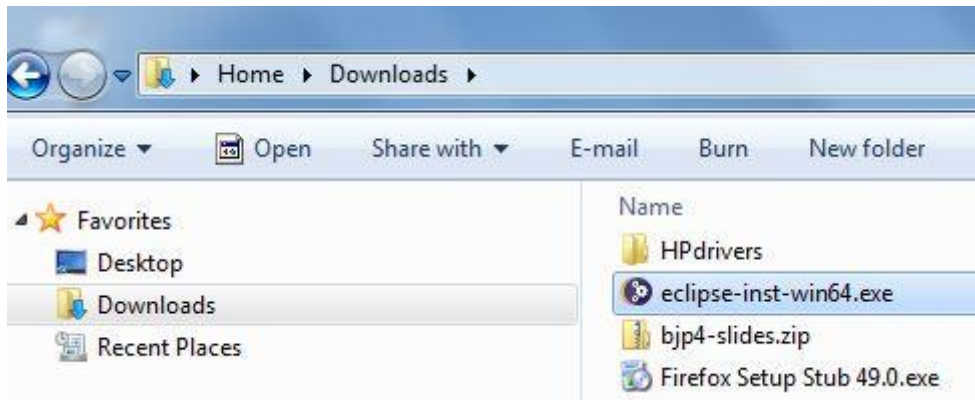 Home Downloads
Organize Open Share with E-mail Burn New folder
Favorites
Desktop
Downloads
Recent Places
Name
HPdrivers
eclipse-inst-win64.exe
bjp4-slides.zip
Firefox Setup Stub 49.0.exe